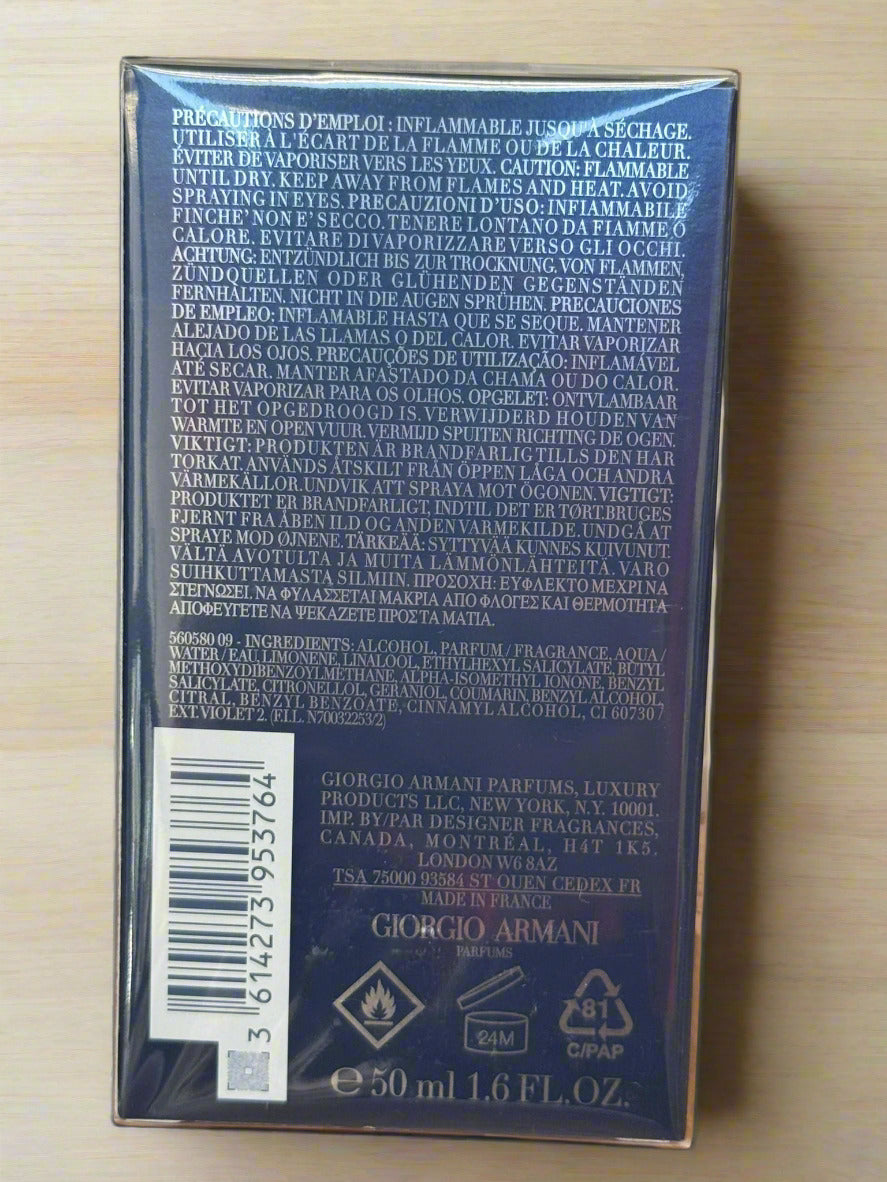 PRÉCAUTIONS D'EMPLOI : INFLAMMABLE JUSQU'À SÉCHAGE.
UTILISER À L'ÉCART DE LA FLAMME OU DE LA CHALEUR.
ÉVITER DE VAPORISER VERS LES YEUX. CAUTION: FLAMMABLE
UNTIL DRY. KEEP AWAY FROM FLAMES AND HEAT. AVOID
SPRAYING IN EYES. PRECAUZIONI D'USO: INFIAMMABILE
FINCHE' NON E' SECCO. TENERE LONTANO DA FIAMME O
CALORE. EVITARE DI VAPORIZZARE VERSO GLI OCCHI.
ACHTUNG: ENTZÜNDLICH BIS ZUR TROCKNUNG. VON FLAMMEN,
ZÜNDQUELLEN ODER GLÜHENDEN GEGENSTÄNDEN
FERNHALTEN. NICHT IN DIE AUGEN SPRÜHEN. PRECAUCIONES
DE EMPLEO: INFLAMABLE HASTA QUE SE SEQUE. MANTENER
ALEJADO DE LAS LLAMAS O DEL CALOR. EVITAR VAPORIZAR
HACIA LOS OJOS. PRECAUÇÕES DE UTILIZAÇÃO: INFLAMÁVEL
ATÉ SECAR. MANTER AFASTADO DA CHAMA OU DO CALOR.
EVITAR VAPORIZAR PARA OS OLHOS. OPGELET: ONTVLAMBAAR
TOT HET OPGEDROOGD IS. VERWIJDERD HOUDEN VAN
WARMTE EN OPEN VUUR. VERMIJD SPUITEN RICHTING DE OGEN.
VIKTIGT: PRODUKTEN ÄR BRANDFARLIG TILLS DEN HAR
TORKAT. ANVÄNDS ÅTSKILT FRÅN ÖPPEN LÅGA OCH ANDRA
VÄRMEKÄLLOR. UNDVIK ATT SPRAYA MOT ÖGONEN. VIGTIGT:
PRODUKTET ER BRANDFARLIGT, INDTIL DET ER TØRT. BRUGES
FJERNT FRA ÅBEN ILD OG ANDEN VARMEKILDE. UNDGÅ AT
SPRAYE MOD ØJNENE. TÄRKEÄÄ: SYTTYVÄÄ KUNNES KUIVUNUT.
VÄLTÄ AVOTULTA JA MUITA LÄMMÖNLÄHTEITÄ. VARO
SUIHKUTTAMASTA SILMIIN. ΠΡΟΣΟΧΗ: ΕΥΦΛΕΚΤΟ ΜΕΧΡΙ ΝΑ
ΣΤΕΓΝΩΣΕΙ. ΝΑ ΦΥΛΑΣΣΕΤΑΙ ΜΑΚΡΙΑ ΑΠΟ ΦΛΟΓΕΣ ΚΑΙ ΘΕΡΜΟΤΗΤΑ
ΑΠΟΦΕΥΓΕΤΕ ΝΑ ΨΕΚΑΖΕΤΕ ΠΡΟΣ ΤΑ ΜΑΤΙΑ.
560580 09 - INGREDIENTS: ALCOHOL, PARFUM / FRAGRANCE, AQUA /
WATER / EAU, LIMONENE, LINALOOL, ETHYLHEXYL SALICYLATE, BUTYL
METHOXYDIBENZOYLMETHANE, ALPHA-ISOMETHYL IONONE, BENZYL
SALICYLATE, CITRONELLOL, GERANIOL, COUMARIN, BENZYL ALCOHOL,
CITRAL, BENZYL BENZOATE, CINNAMYL ALCOHOL, CI 60730 /
EXT. VIOLET 2. (F.I.L. N70032253/2)
3 614273 953764
GIORGIO ARMANI PARFUMS, LUXURY
PRODUCTS LLC, NEW YORK, N.Y. 10001.
IMP. BY/PAR DESIGNER FRAGRANCES,
CANADA, MONTRÉAL, H4T 1K5.
LONDON W6 8AZ
TSA 75000 93584 ST OUEN CEDEX FR
MADE IN FRANCE
GIORGIO ARMANI
PARFUMS
24M
81
C/PAP
℮ 50 ml 1.6 FL.OZ.